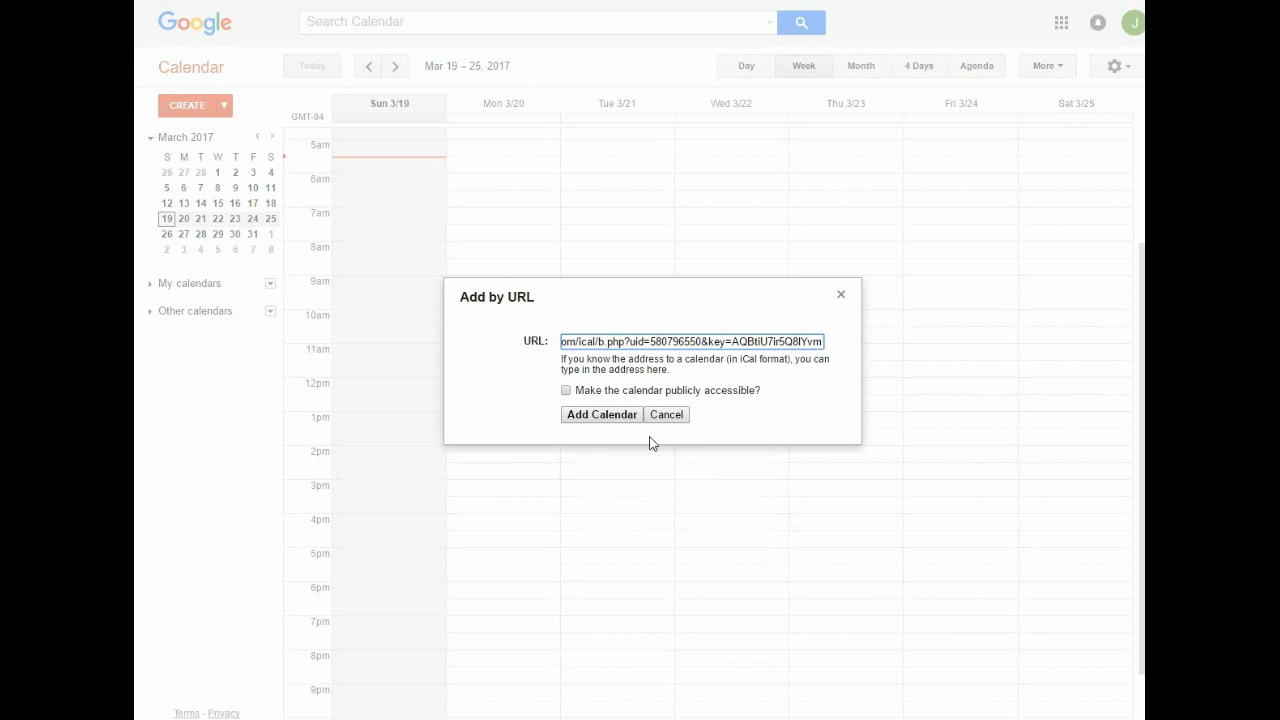 Google
Search Calendar
J
Calendar
Today
Mar 19 – 25, 2017
Day
Week
Month
4 Days
Agenda
More
CREATE
Sun 3/19
Mon 3/20
Tue 3/21
Wed 3/22
Thu 3/23
Fri 3/24
Sat 3/25
GMT-04
March 2017
S M T W T F S
26 27 28 1 2 3 4
5 6 7 8 9 10 11
12 13 14 15 16 17 18
19 20 21 22 23 24 25
26 27 28 29 30 31 1
2 3 4 5 6 7 8
My calendars
Other calendars
5am
6am
7am
8am
9am
10am
11am
12pm
1pm
2pm
3pm
4pm
5pm
6pm
7pm
8pm
9pm
Add by URL
URL: om/ical/b.php?uid=580796550&key=AQBtiU7ir5Q8lYvm
If you know the address to a calendar (in iCal format), you can
type in the address here.
Make the calendar publicly accessible?
Add Calendar
Cancel
Terms - Privacy